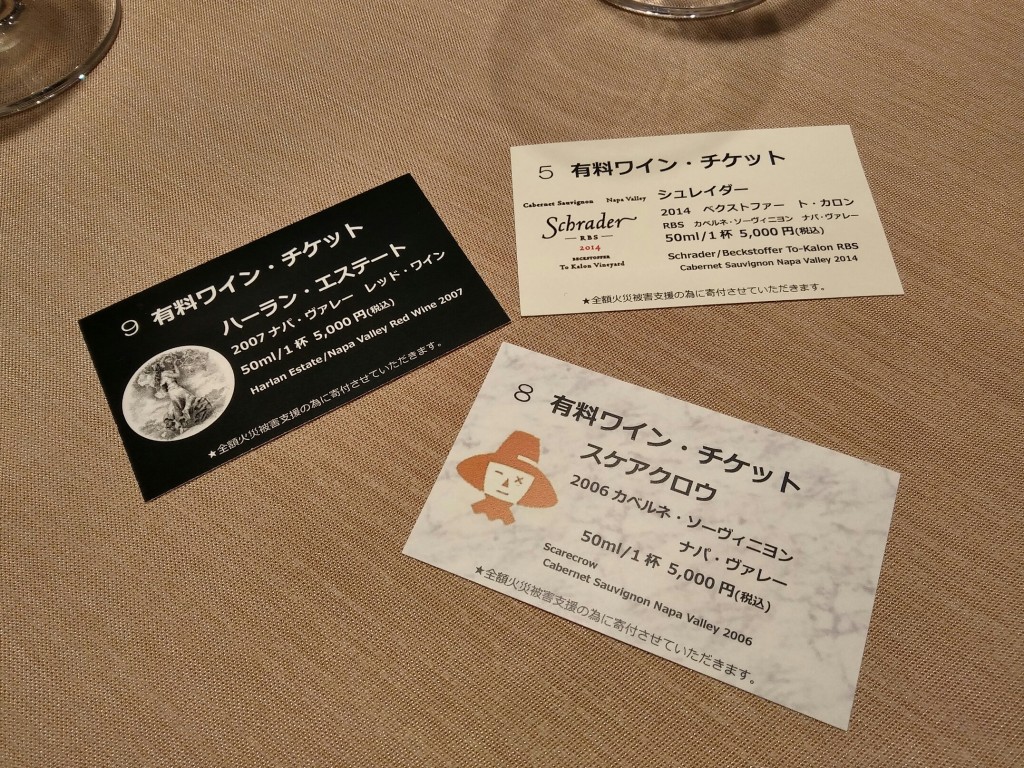 9 有料ワイン・チケット
ハーラン・エステート
2007 ナパ・ヴァレー レッド・ワイン
50ml/1 杯 5,000 円(税込)
Harlan Estate/Napa Valley Red Wine 2007
★全額火災被害支援の為に寄付させていただきます。
5 有料ワイン・チケット
Cabernet Sauvignon Napa Valley
Schrader
RBS
2014
BECKSTOFFER
To Kalon Vineyard
シュレイダー
2014 ベクストファー ト・カロン
RBS カベルネ・ソーヴィニヨン ナパ・ヴァレー
50ml/1 杯 5,000 円(税込)
Schrader/Beckstoffer To-Kalon RBS
Cabernet Sauvignon Napa Valley 2014
★全額火災被害支援の為に寄付させていただきます。
8 有料ワイン・チケット
スケアクロウ
2006 カベルネ・ソーヴィニヨン
ナパ・ヴァレー
50ml/1 杯 5,000 円(税込)
Scarecrow
Cabernet Sauvignon Napa Valley 2006
★全額火災被害支援の為に寄付させていただきます。